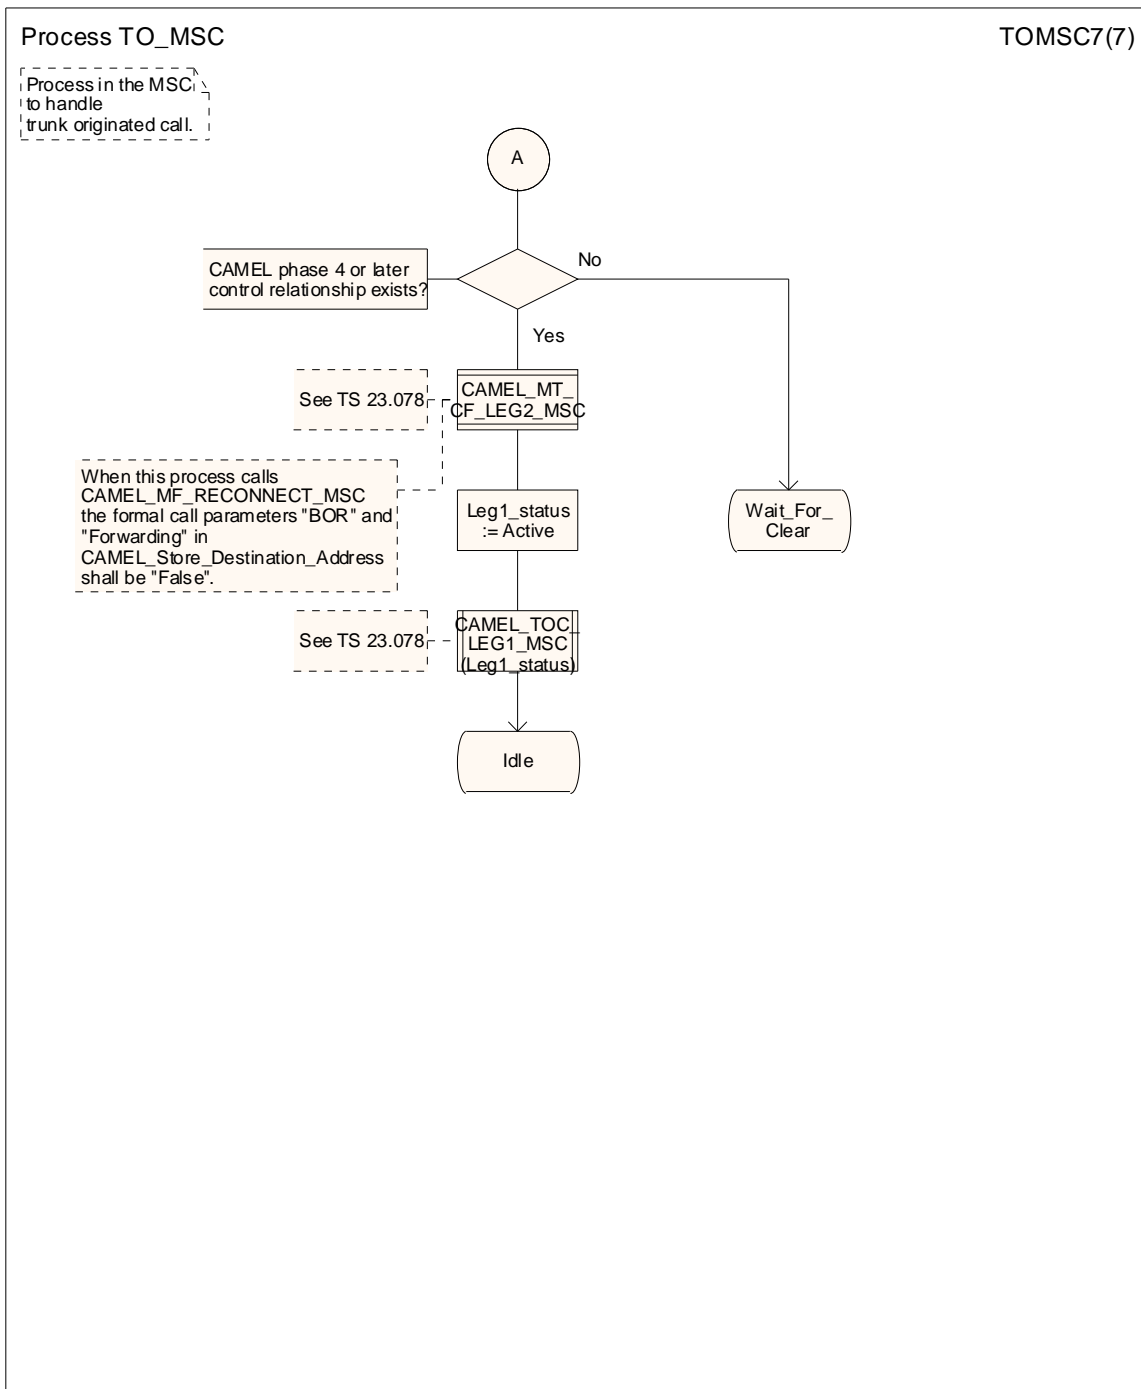 Process TO_MSC
TOMSC7(7)
Process in the MSC
to handle
trunk originated call.
A
CAMEL phase 4 or later
control relationship exists?
No
Yes
See TS 23.078
CAMEL_MT_
CF_LEG2_MSC
When this process calls
CAMEL_MF_RECONNECT_MSC
the formal call parameters "BOR" and
"Forwarding" in
CAMEL_Store_Destination_Address
shall be "False".
Leg1_status
:= Active
Wait_For_
Clear
See TS 23.078
CAMEL_TOC_
LEG1_MSC
(Leg1_status)
Idle